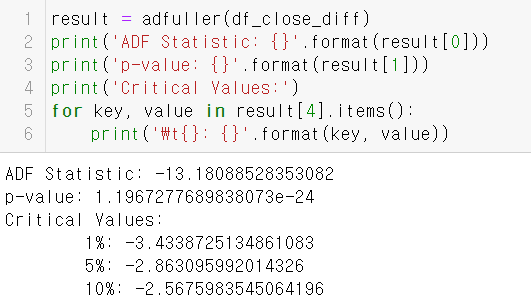 1 result = adfuller(df_close_diff)
2 print('ADF Statistic: {}'.format(result[0]))
3 print('p-value: {}'.format(result[1]))
4 print('Critical Values:')
5 for key, value in result[4].items():
6     print('₩t{}: {}'.format(key, value))
ADF Statistic: -13.18088528353082
p-value: 1.1967277689838073e-24
Critical Values:
1%: -3.4338725134861083
5%: -2.863095992014326
10%: -2.5675983545064196